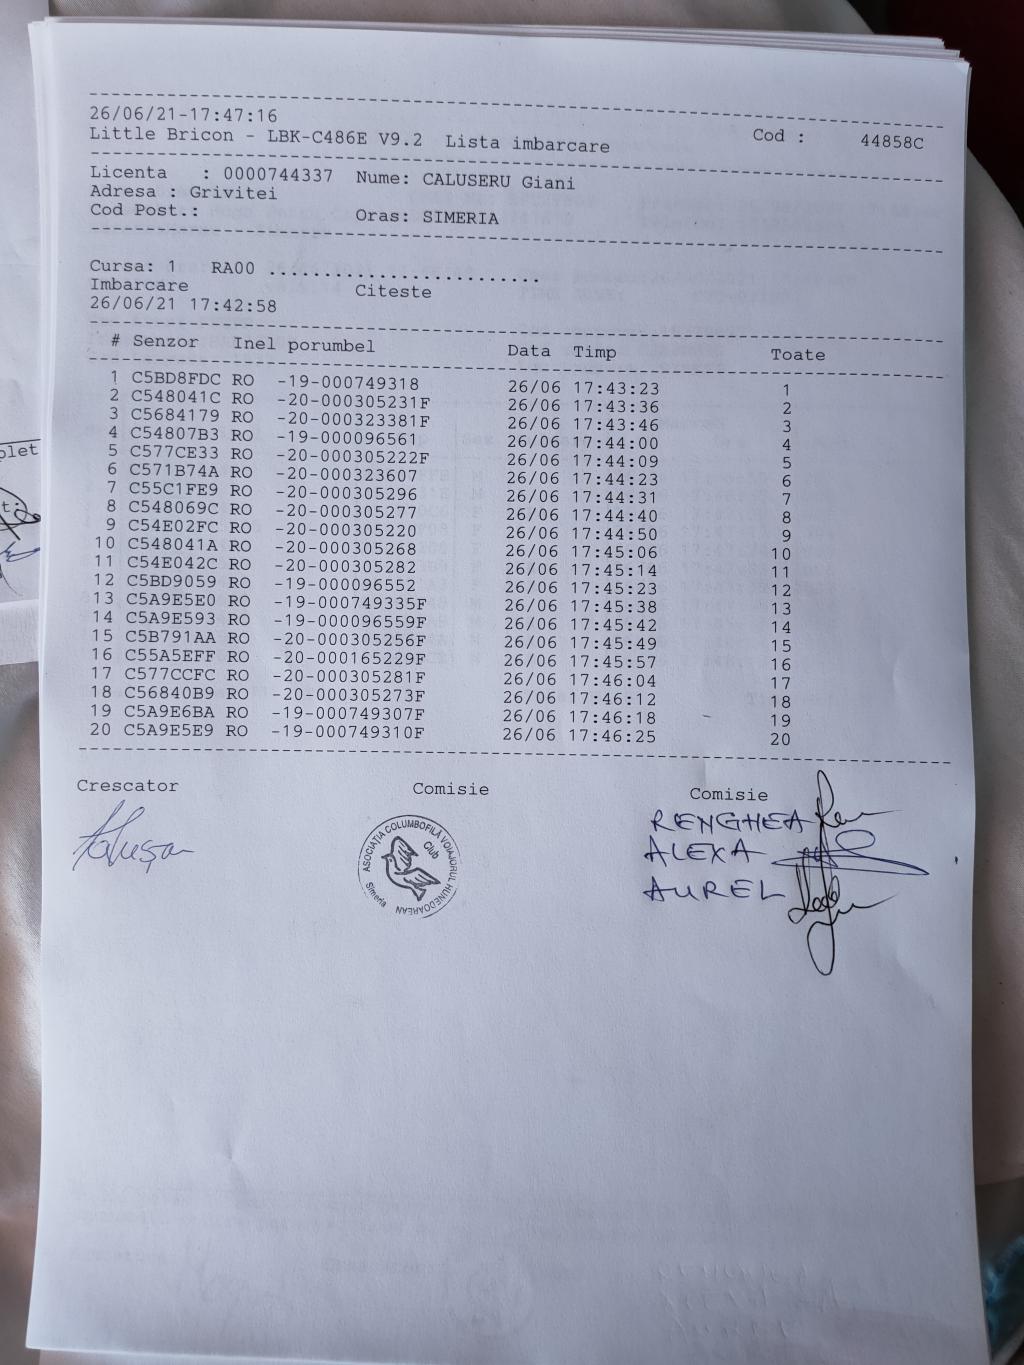 26/06/21-17:47:16
Little Bricon - LBK-C486E V9.2 Lista imbarcare Cod : 44858C
Licenta : 0000744337 Nume: CALUSERU Giani
Adresa : Grivitei
Cod Post.: Oras: SIMERIA
Cursa: 1 RA00 ............................
Imbarcare Citeste
26/06/21 17:42:58
# Senzor Inel porumbel Data Timp Toate
1 C5BD8FDC RO -19-000749318 26/06 17:43:23 1
2 C548041C RO -20-000305231F 26/06 17:43:36 2
3 C5684179 RO -20-000323381F 26/06 17:43:46 3
4 C54807B3 RO -19-000096561 26/06 17:44:00 4
5 C577CE33 RO -20-000305222F 26/06 17:44:09 5
6 C571B74A RO -20-000323607 26/06 17:44:23 6
7 C55C1FE9 RO -20-000305296 26/06 17:44:31 7
8 C548069C RO -20-000305277 26/06 17:44:40 8
9 C54E02FC RO -20-000305220 26/06 17:44:50 9
10 C548041A RO -20-000305268 26/06 17:45:06 10
11 C54E042C RO -20-000305282 26/06 17:45:14 11
12 C5BD9059 RO -19-000096552 26/06 17:45:23 12
13 C5A9E5E0 RO -19-000749335F 26/06 17:45:38 13
14 C5A9E593 RO -19-000096559F 26/06 17:45:42 14
15 C5B791AA RO -20-000305256F 26/06 17:45:49 15
16 C55A5EFF RO -20-000165229F 26/06 17:45:57 16
17 C577CCFC RO -20-000305281F 26/06 17:46:04 17
18 C56840B9 RO -20-000305273F 26/06 17:46:12 18
19 C5A9E6BA RO -19-000749307F 26/06 17:46:18 19
20 C5A9E5E9 RO -19-000749310F 26/06 17:46:25 20
Crescator Comisie Comisie
RENGHEA
ALEXA
AUREL
ASOCIAȚIA COLUMBOFILĂ VOIAJORUL HUNEDOAREAN
Club
Simeria